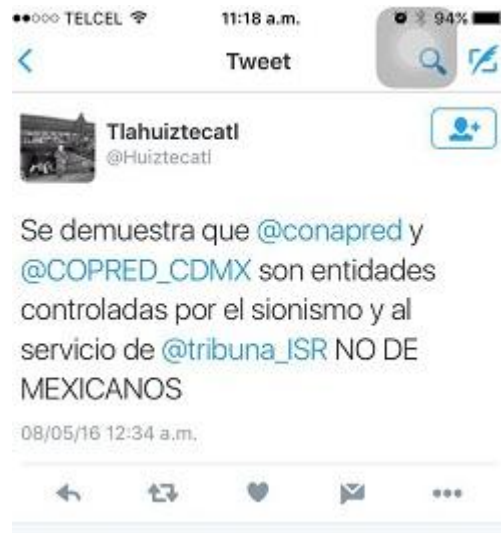 TELCEL 11:18 a.m. 94%
Tweet
Tlahuiztecatl
@Huiztecatl
Se demuestra que @conapred y
@COPRED_CDMX son entidades
controladas por el sionismo y al
servicio de @tribuna_ISR NO DE
MEXICANOS
08/05/16 12:34 a.m.